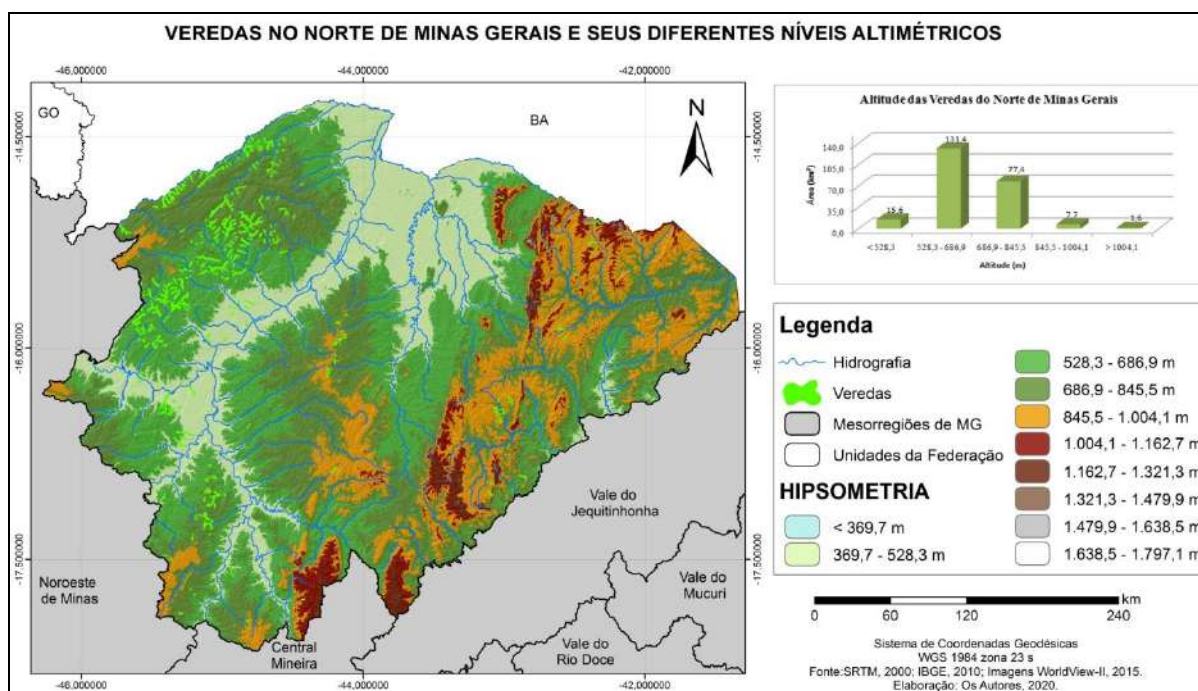 VEREDAS NO NORTE DE MINAS GERAIS E SEUS DIFERENTES NÍVEIS ALTIMÉTRICOS
-46,000000
-44,000000
-42,000000
GO
BA
N
-14,500000
-14,500000
-16,000000
-16,000000
-17,500000
-17,500000
Noroeste
de Minas
Central
Mineira
Vale do
Jequitinhonha
Vale do
Mucuri
Vale do
Rio Doce
-46,000000
-44,000000
-42,000000
Altitude das Veredas do Norte de Minas Gerais
Área (km²)
140,0
105,0
70,0
35,0
0,0
15,6
131,4
77,4
7,7
1,6
< 528,3
528,3 - 686,9
686,9 - 845,5
845,5 - 1004,1
> 1004,1
Altitude (m)
Legenda
Hidrografia
Veredas
Mesorregiões de MG
Unidades da Federação
HIPSOMETRIA
< 369,7 m
369,7 - 528,3 m
528,3 - 686,9 m
686,9 - 845,5 m
845,5 - 1.004,1 m
1.004,1 - 1.162,7 m
1.162,7 - 1.321,3 m
1.321,3 - 1.479,9 m
1.479,9 - 1.638,5 m
1.638,5 - 1.797,1 m
km
0 60 120 240
Sistema de Coordenadas Geodésicas
WGS 1984 zona 23 s
Fonte:SRTM, 2000; IBGE, 2010; Imagens WorldView-II, 2015.
Elaboração: Os Autores, 2020.